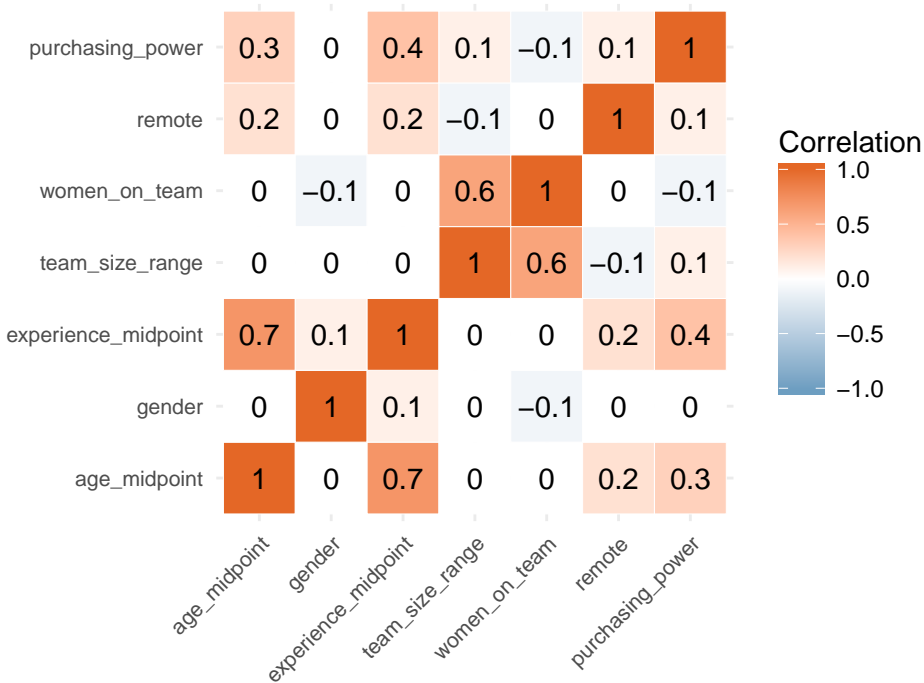 purchasing_power 0.3 0 0.4 0.1 −0.1 0.1 1
remote 0.2 0 0.2 −0.1 0 1 0.1
women_on_team 0 −0.1 0 0.6 1 0 −0.1
team_size_range 0 0 0 1 0.6 −0.1 0.1
experience_midpoint 0.7 0.1 1 0 0 0.2 0.4
gender 0 1 0.1 0 −0.1 0 0
age_midpoint 1 0 0.7 0 0 0.2 0.3
age_midpoint
gender
experience_midpoint
team_size_range
women_on_team
remote
purchasing_power
Correlation
1.0
0.5
0.0
−0.5
−1.0